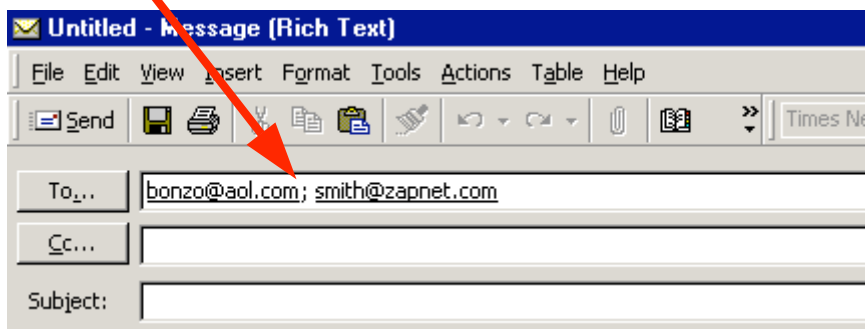 Untitled - Message (Rich Text)
File Edit View Insert Format Tools Actions Table Help
Send Times Ne
To... bonzo@aol.com; smith@zapnet.com
Cc...
Subject: